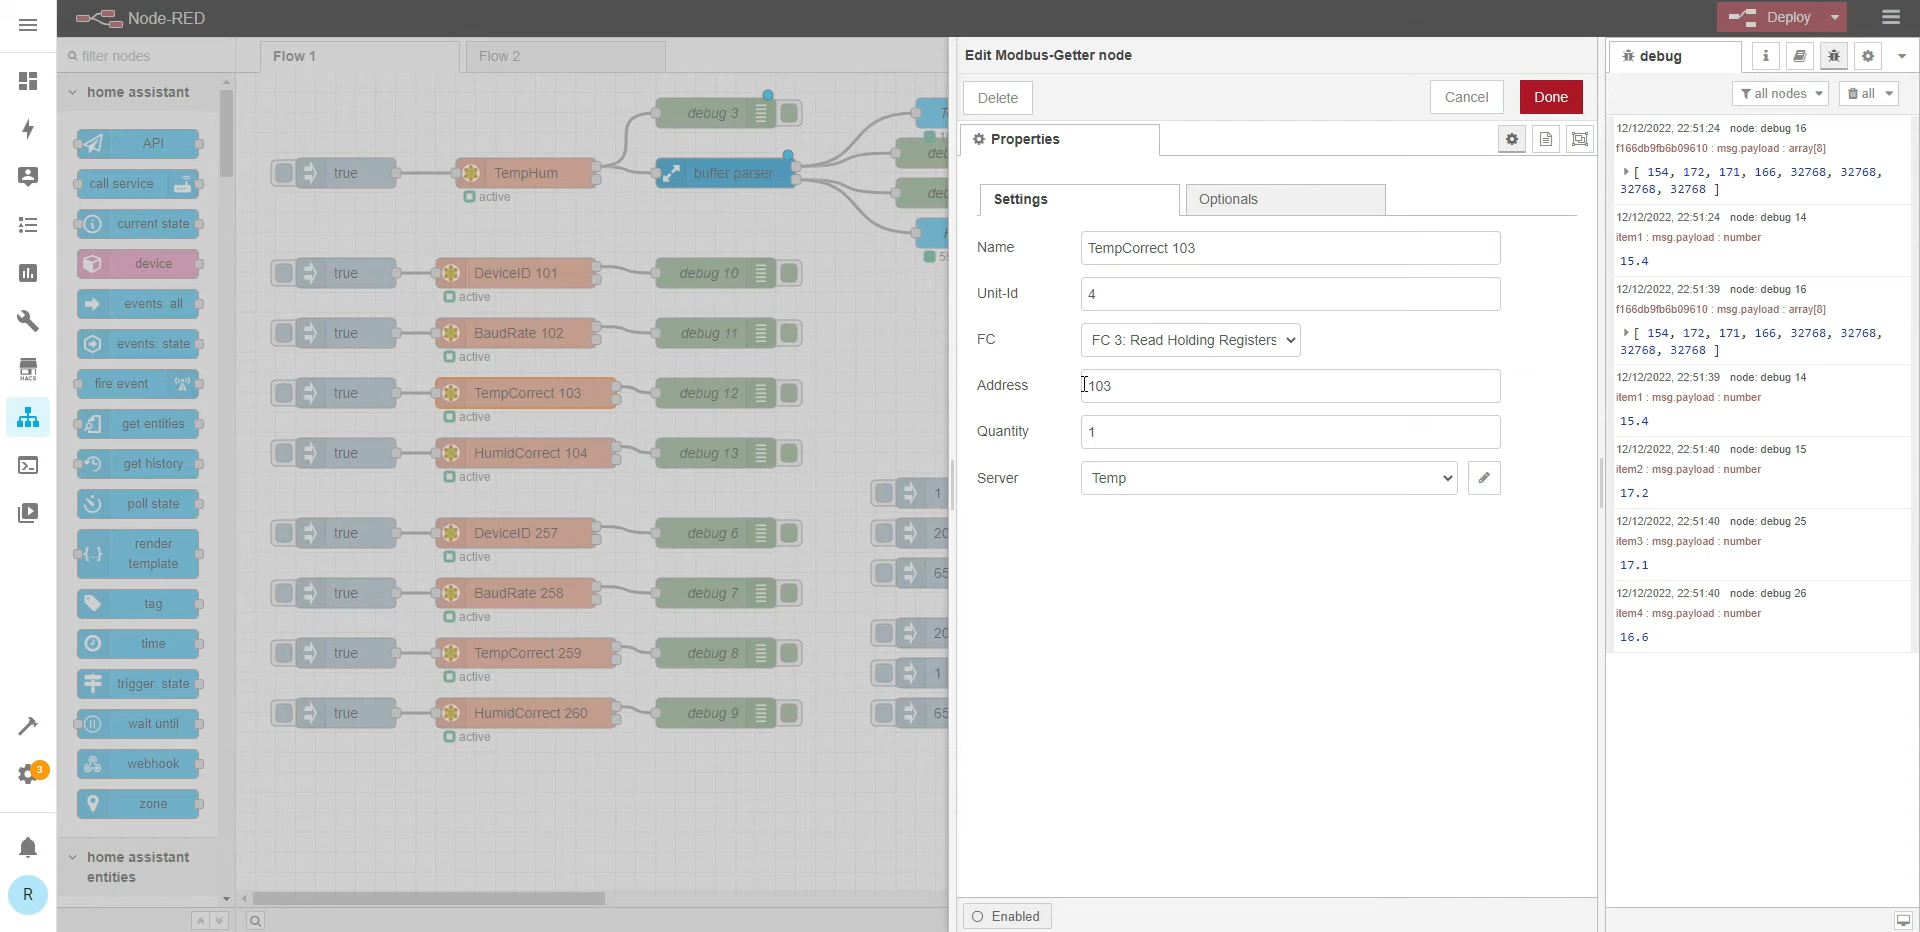 Node-RED
Deploy
filter nodes
Flow 1
Flow 2
home assistant
API
call service
current state
device
events: all
events: state
fire event
get entities
get history
poll state
render
template
tag
time
trigger: state
wait until
webhook
zone
home assistant
entities
HACS
3
R
debug 3
true
TempHum
active
buffer parser
true
DeviceID 101
active
debug 10
true
BaudRate 102
active
debug 11
true
TempCorrect 103
active
debug 12
true
HumidCorrect 104
active
debug 13
true
DeviceID 257
active
debug 6
true
BaudRate 258
active
debug 7
true
TempCorrect 259
active
debug 8
true
HumidCorrect 260
active
debug 9
1
20
65
20
1
65
Edit Modbus-Getter node
Delete
Cancel
Done
Properties
Settings
Optionals
Name
TempCorrect 103
Unit-Id
4
FC
FC 3: Read Holding Registers
Address
103
Quantity
1
Server
Temp
Enabled
debug
i
all nodes
all
12/12/2022, 22:51:24 node: debug 16
f166db9fb6b09610 : msg.payload : array[8]
[ 154, 172, 171, 166, 32768, 32768,
32768, 32768 ]
12/12/2022, 22:51:24 node: debug 14
item1 : msg.payload : number
15.4
12/12/2022, 22:51:39 node: debug 16
f166db9fb6b09610 : msg.payload : array[8]
[ 154, 172, 171, 166, 32768, 32768,
32768, 32768 ]
12/12/2022, 22:51:39 node: debug 14
item1 : msg.payload : number
15.4
12/12/2022, 22:51:40 node: debug 15
item2 : msg.payload : number
17.2
12/12/2022, 22:51:40 node: debug 25
item3 : msg.payload : number
17.1
12/12/2022, 22:51:40 node: debug 26
item4 : msg.payload : number
16.6